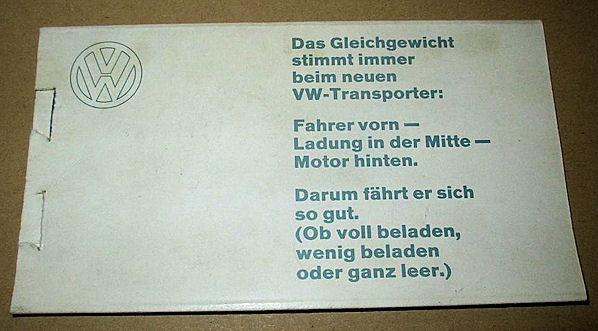 VW
Das Gleichgewicht
stimmt immer
beim neuen
VW-Transporter:
Fahrer vorn —
Ladung in der Mitte —
Motor hinten.
Darum fährt er sich
so gut.
(Ob voll beladen,
wenig beladen
oder ganz leer.)